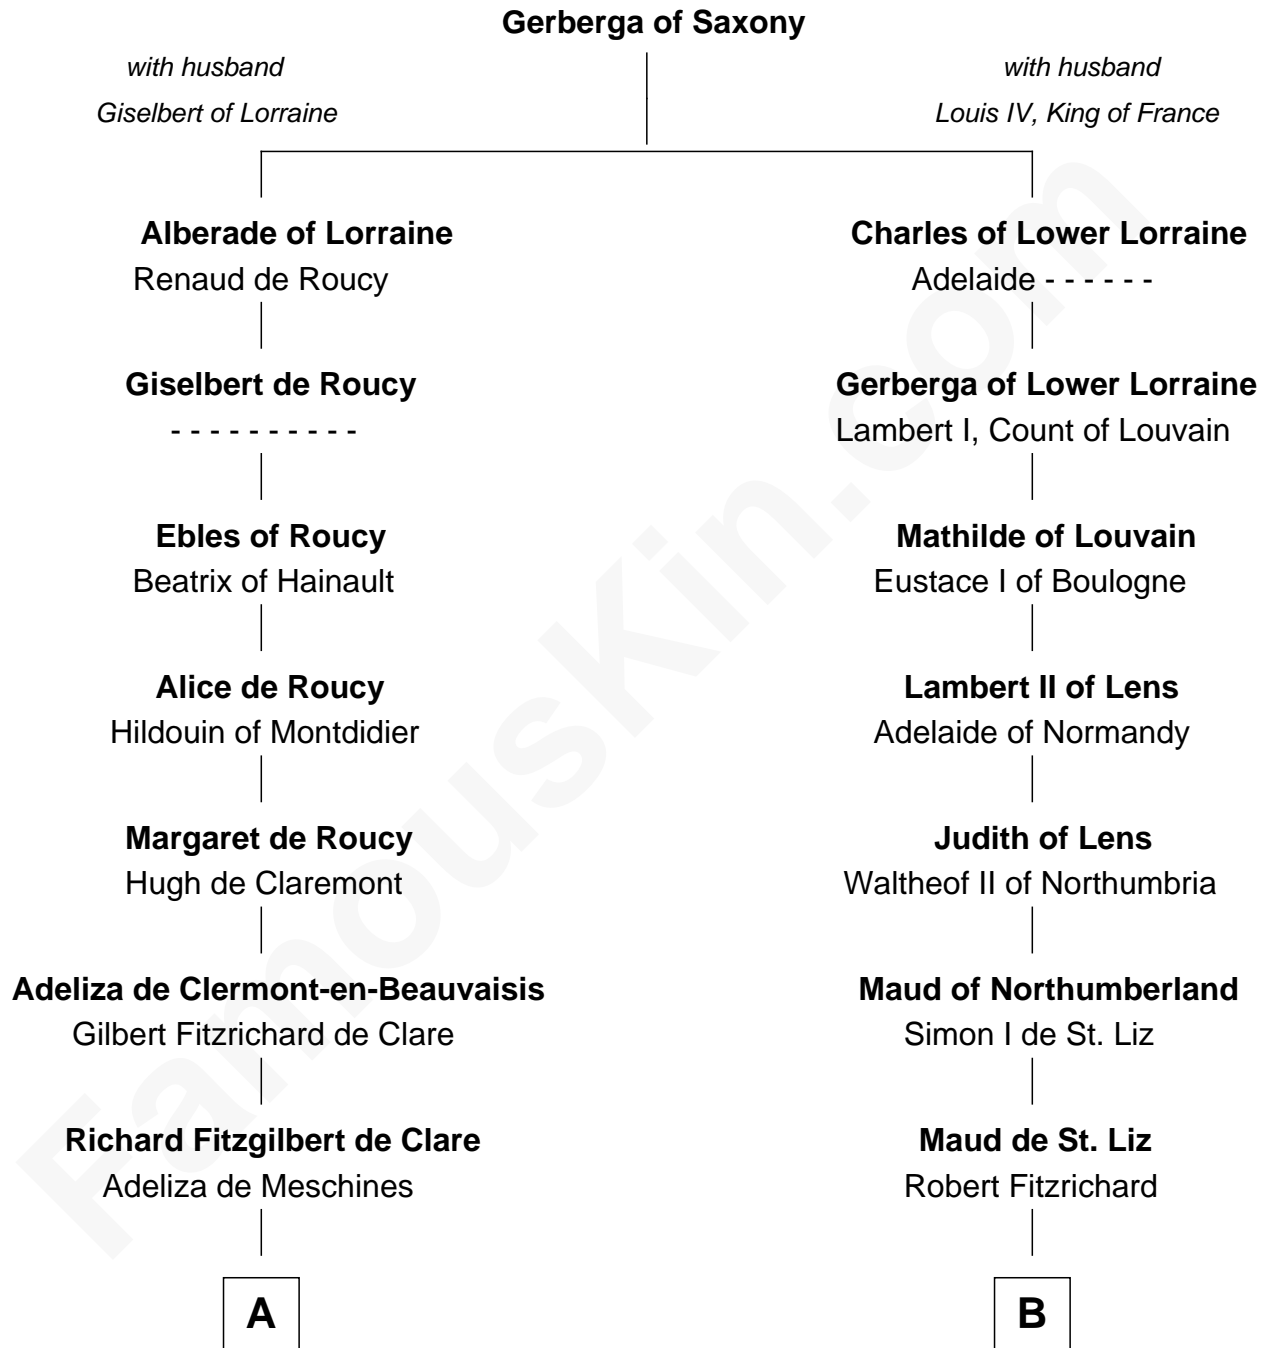 Gerberga of Saxony
with husband
Giselbert of Lorraine
with husband
Louis IV, King of France
Alberade of Lorraine
Renaud de Roucy
Charles of Lower Lorraine
Adelaide - - - - - -
Giselbert de Roucy
- - - - - - - - - -
Gerberga of Lower Lorraine
Lambert I, Count of Louvain
Ebles of Roucy
Beatrix of Hainault
Mathilde of Louvain
Eustace I of Boulogne
Alice de Roucy
Hildouin of Montdidier
Lambert II of Lens
Adelaide of Normandy
Margaret de Roucy
Hugh de Claremont
Judith of Lens
Waltheof II of Northumbria
Adeliza de Clermont-en-Beauvaisis
Gilbert Fitzrichard de Clare
Maud of Northumberland
Simon I de St. Liz
Richard Fitzgilbert de Clare
Adeliza de Meschines
Maud de St. Liz
Robert Fitzrichard
A
B
FamousKin.com